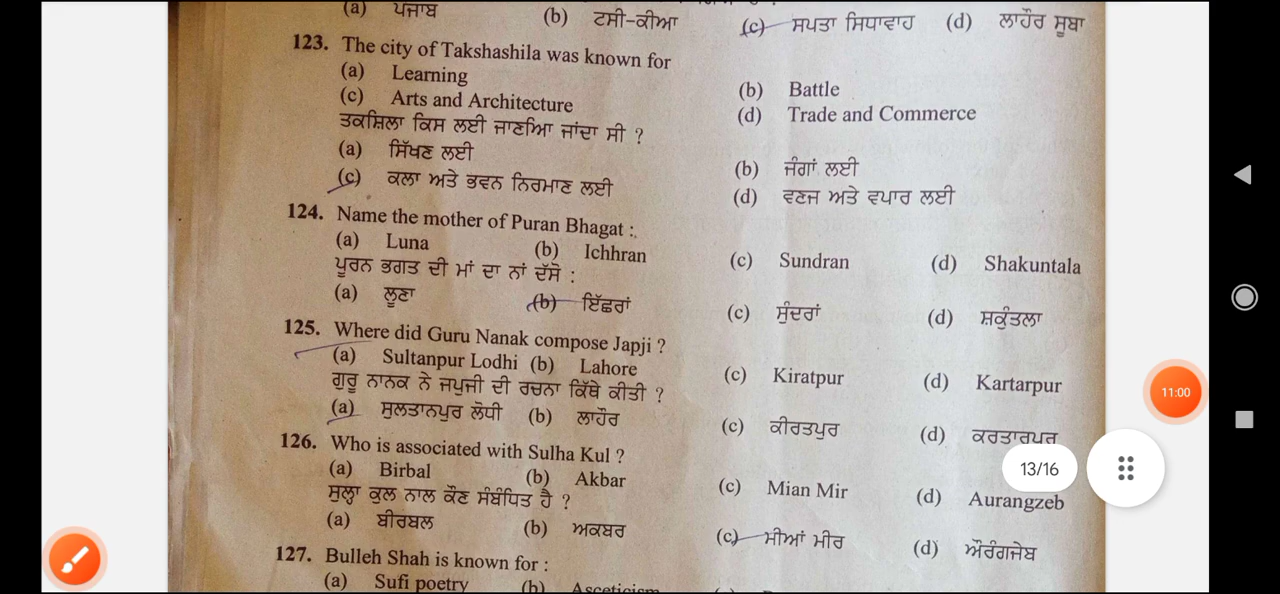 (a) ਪੰਜਾਬ (b) ਟਸੀ-ਕੀਆ (c) ਸਪਤਾ ਸਿਧਾਵਾਹ (d) ਲਾਹੌਰ ਸੂਬਾ
123. The city of Takshashila was known for
(a) Learning (b) Battle
(c) Arts and Architecture (d) Trade and Commerce
ਤਕਸ਼ਿਲਾ ਕਿਸ ਲਈ ਜਾਣਆਿ ਜਾਂਦਾ ਸੀ ?
(a) ਸਿੱਖਣ ਲਈ (b) ਜੰਗਾਂ ਲਈ
(c) ਕਲਾ ਅਤੇ ਭਵਨ ਨਿਰਮਾਣ ਲਈ (d) ਵਣਜ ਅਤੇ ਵਪਾਰ ਲਈ
124. Name the mother of Puran Bhagat :
(a) Luna (b) Ichhran (c) Sundran (d) Shakuntala
ਪੂਰਨ ਭਗਤ ਦੀ ਮਾਂ ਦਾ ਨਾਂ ਦੱਸੋ :
(a) ਲੂਣਾ (b) ਇੱਛਰਾਂ (c) ਸੁੰਦਰਾਂ (d) ਸ਼ਕੁੰਤਲਾ
125. Where did Guru Nanak compose Japji ?
(a) Sultanpur Lodhi (b) Lahore (c) Kiratpur (d) Kartarpur
ਗੁਰੂ ਨਾਨਕ ਨੇ ਜਪੁਜੀ ਦੀ ਰਚਨਾ ਕਿੱਥੇ ਕੀਤੀ ?
(a) ਸੁਲਤਾਨਪੁਰ ਲੋਧੀ (b) ਲਾਹੌਰ (c) ਕੀਰਤਪੁਰ (d) ਕਰਤਾਰਪੁਰ
126. Who is associated with Sulha Kul ?
(a) Birbal (b) Akbar (c) Mian Mir (d) Aurangzeb
ਸੁਲ੍ਹਾ ਕੁਲ ਨਾਲ ਕੌਣ ਸੰਬੰਧਿਤ ਹੈ ?
(a) ਬੀਰਬਲ (b) ਅਕਬਰ (c) ਮੀਆਂ ਮੀਰ (d) ਔਰੰਗਜੇਬ
127. Bulleh Shah is known for :
(a) Sufi poetry (b) Asceticism
11:00
13/16